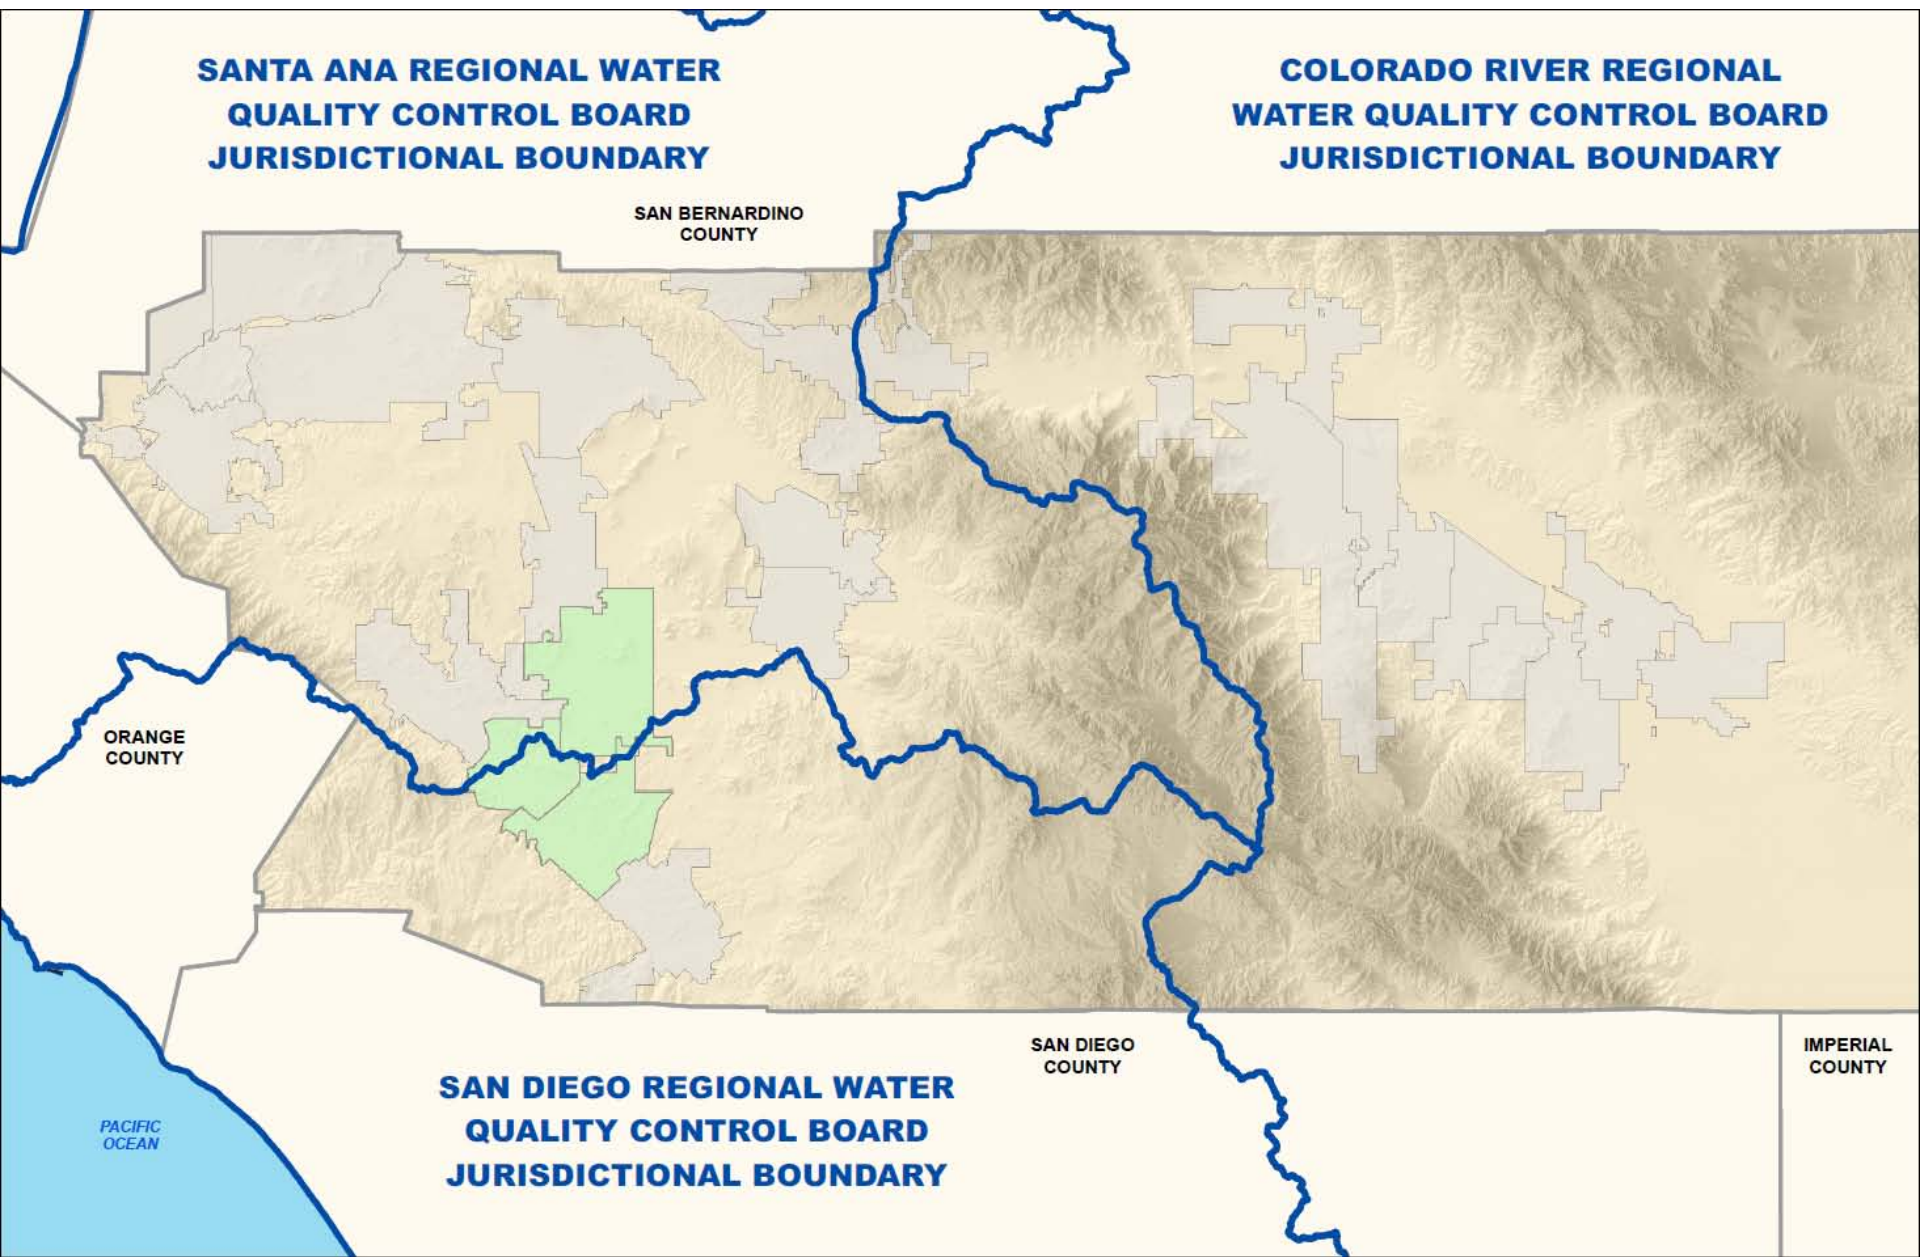 SANTA ANA REGIONAL WATER
QUALITY CONTROL BOARD
JURISDICTIONAL BOUNDARY
COLORADO RIVER REGIONAL
WATER QUALITY CONTROL BOARD
JURISDICTIONAL BOUNDARY
SAN BERNARDINO
COUNTY
ORANGE
COUNTY
SAN DIEGO
COUNTY
IMPERIAL
COUNTY
SAN DIEGO REGIONAL WATER
QUALITY CONTROL BOARD
JURISDICTIONAL BOUNDARY
PACIFIC
OCEAN